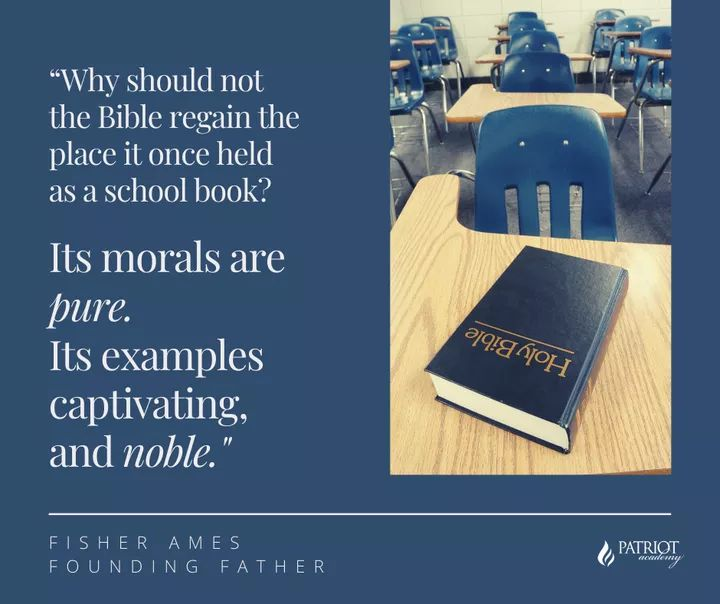 “Why should not
the Bible regain the
place it once held
as a school book?
Its morals are
pure.
Its examples
captivating,
and noble."
Holy Bible
FISHER AMES
FOUNDING FATHER
PATRIOT
academy